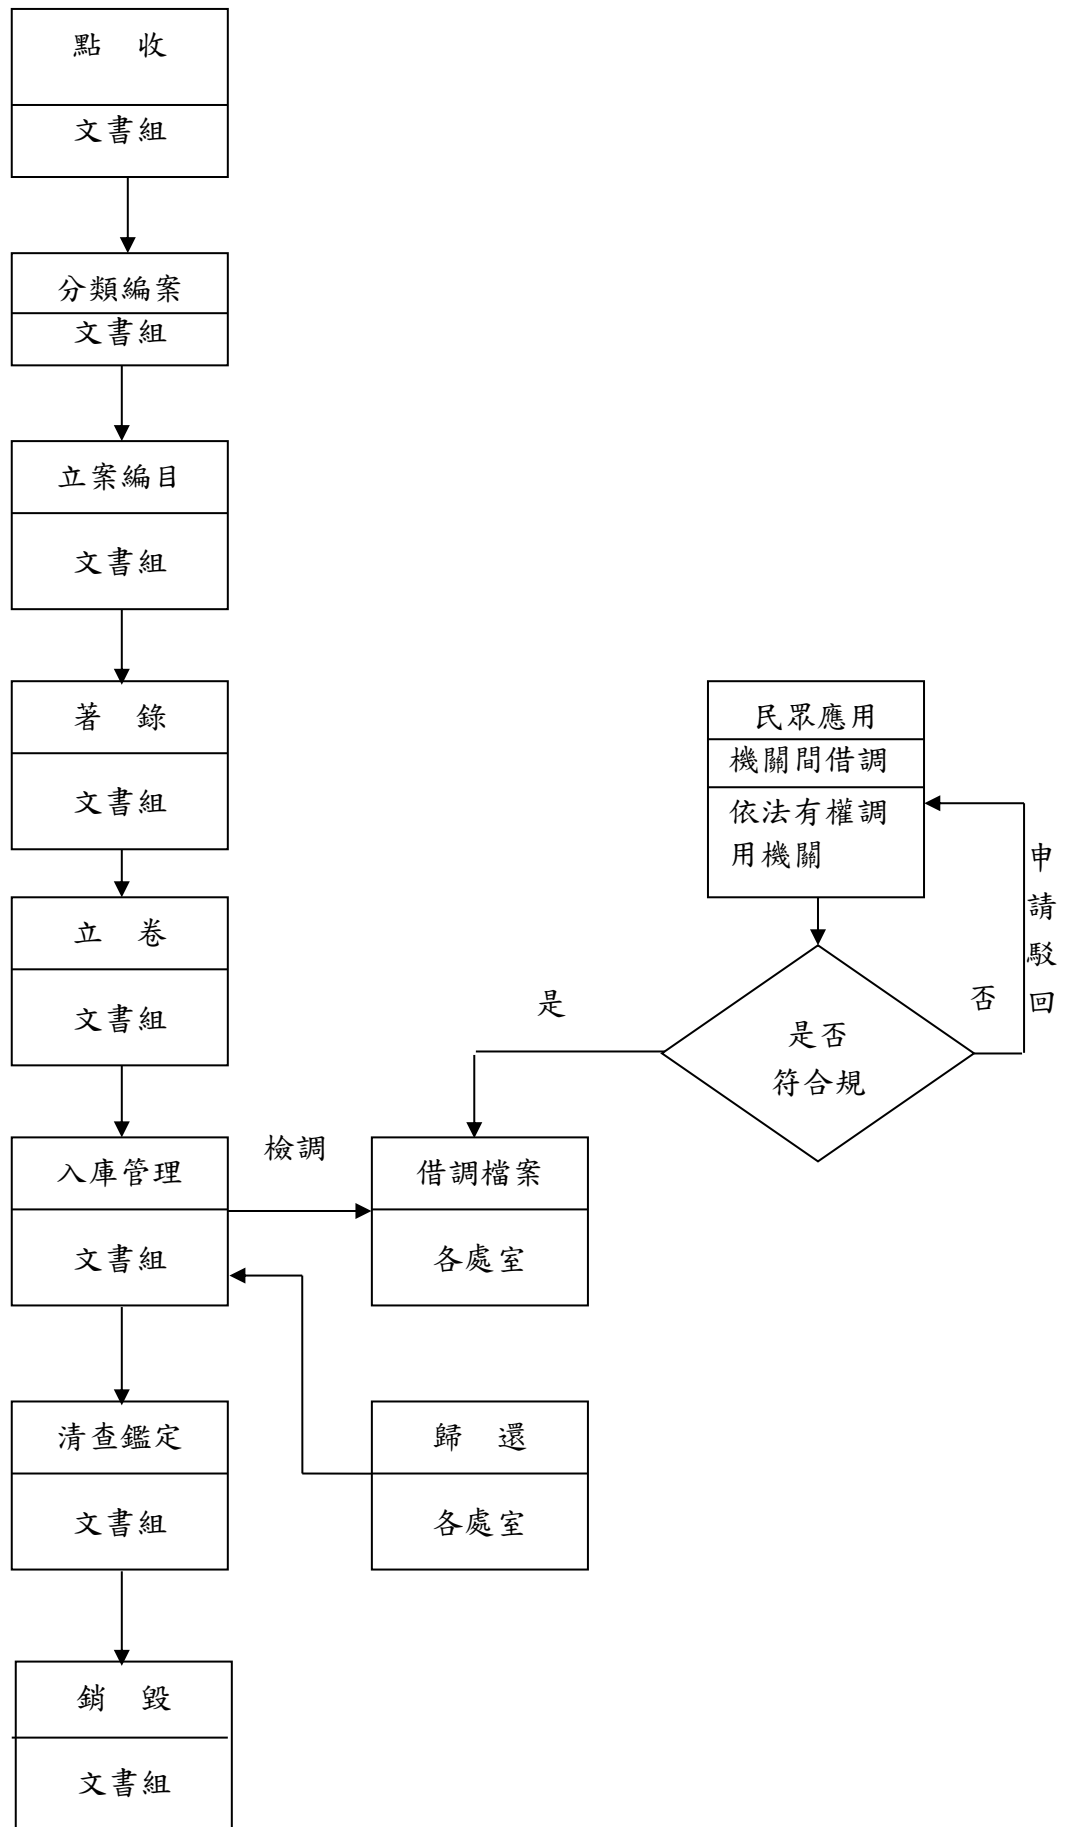 點　收
文書組
分類編案
文書組
立案編目
文書組
著　錄
文書組
立　卷
文書組
入庫管理
文書組
清查鑑定
文書組
銷　毀
文書組
檢調
借調檔案
各處室
歸　還
各處室
民眾應用
機關間借調
依法有權調
用機關
是否
符合規
是
否
申請駁回